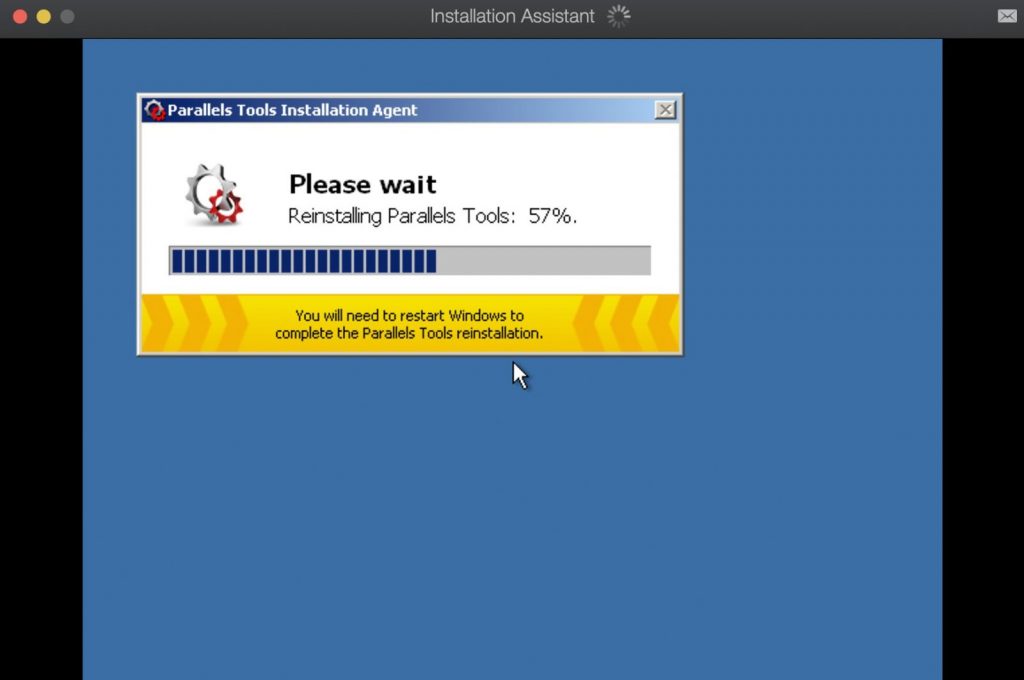 Installation Assistant
Parallels Tools Installation Agent
Please wait
Reinstalling Parallels Tools: 57%.
You will need to restart Windows to
complete the Parallels Tools reinstallation.